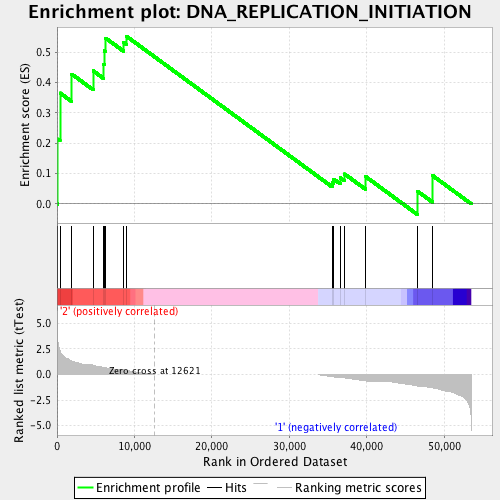 Enrichment plot: DNA_REPLICATION_INITIATION
Enrichment score (ES)
0.5
0.4
0.3
0.2
0.1
0.0
'2' (positively correlated)
Ranked list metric (tTest)
5.0
2.5
0.0
-2.5
-5.0
Zero cross at 12621
'1' (negatively correlated)
0
10,000
20,000
30,000
40,000
50,000
Rank in Ordered Dataset
Enrichment profile
Hits
Ranking metric scores